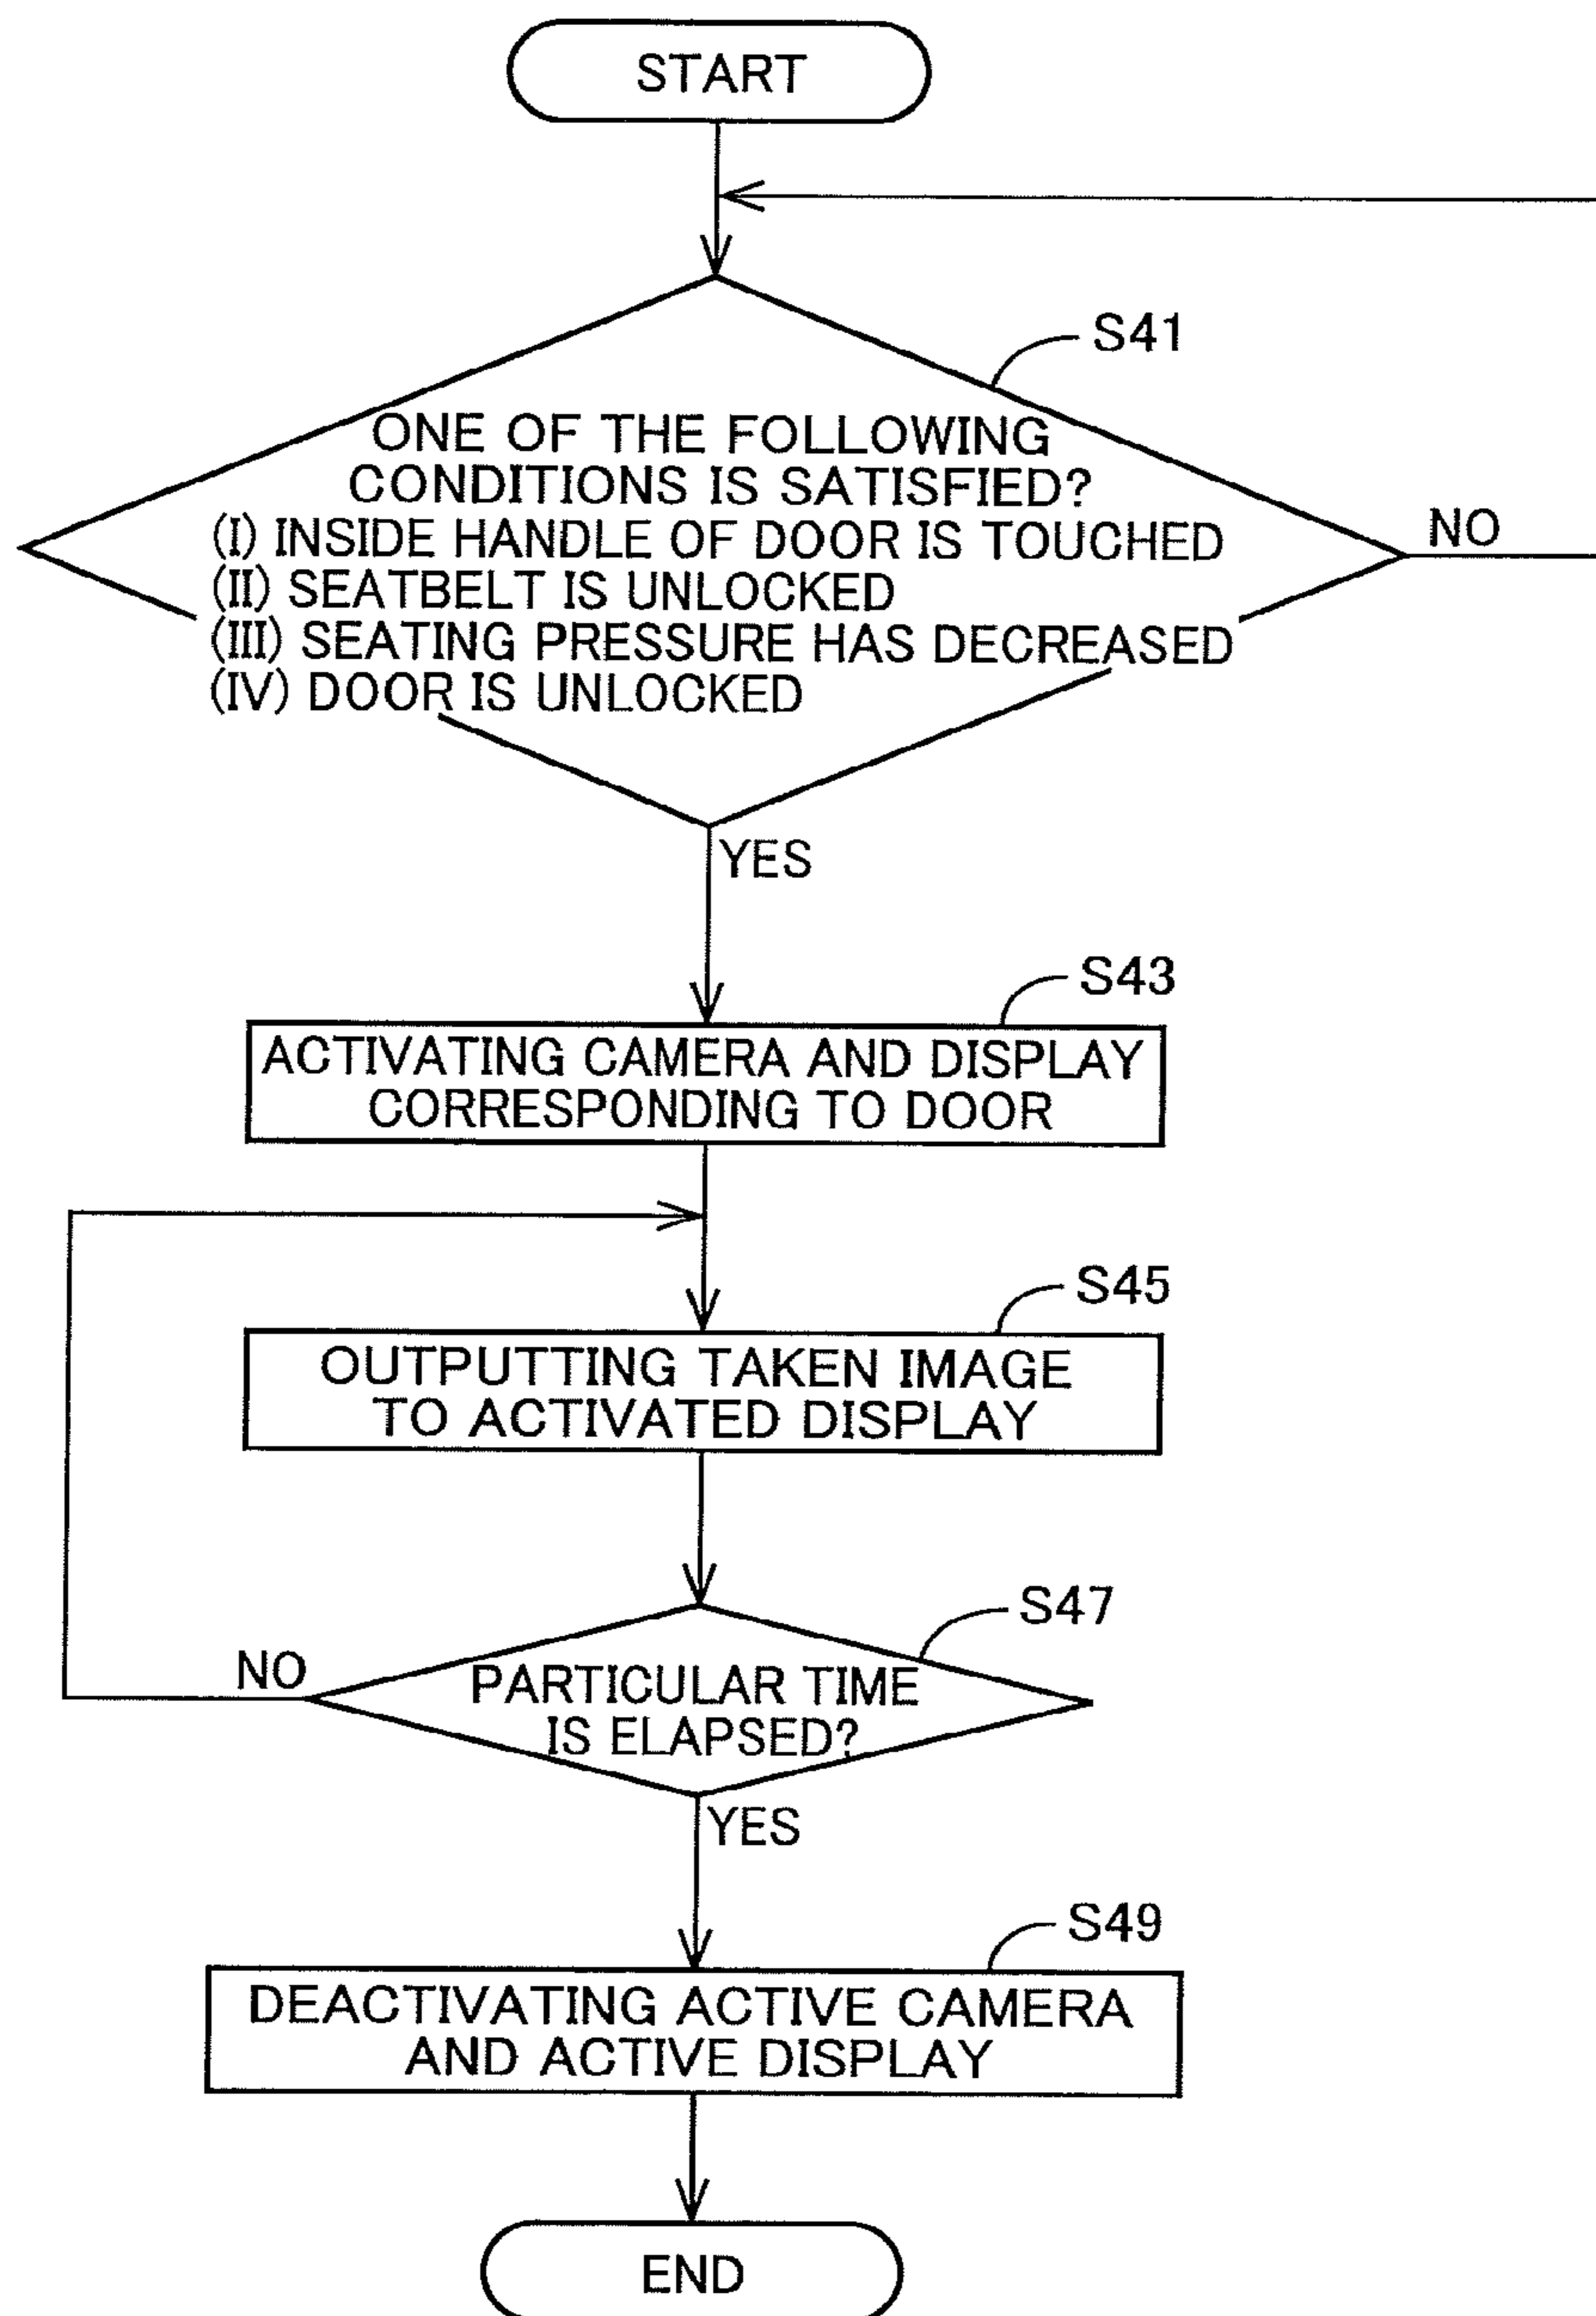 START
S41
ONE OF THE FOLLOWING
CONDITIONS IS SATISFIED?
(I) INSIDE HANDLE OF DOOR IS TOUCHED
(II) SEATBELT IS UNLOCKED
(III) SEATING PRESSURE HAS DECREASED
(IV) DOOR IS UNLOCKED
NO
YES
S43
ACTIVATING CAMERA AND DISPLAY
CORRESPONDING TO DOOR
S45
OUTPUTTING TAKEN IMAGE
TO ACTIVATED DISPLAY
S47
NO
PARTICULAR TIME
IS ELAPSED?
YES
S49
DEACTIVATING ACTIVE CAMERA
AND ACTIVE DISPLAY
END